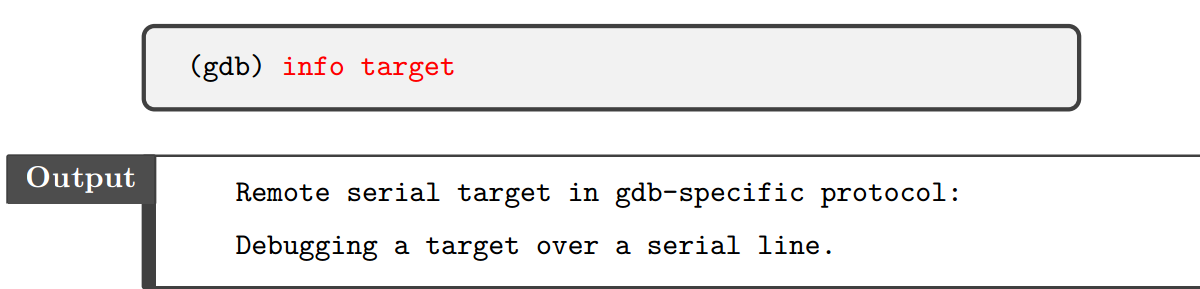 (gdb) info target
Output
Remote serial target in gdb-specific protocol:
Debugging a target over a serial line.